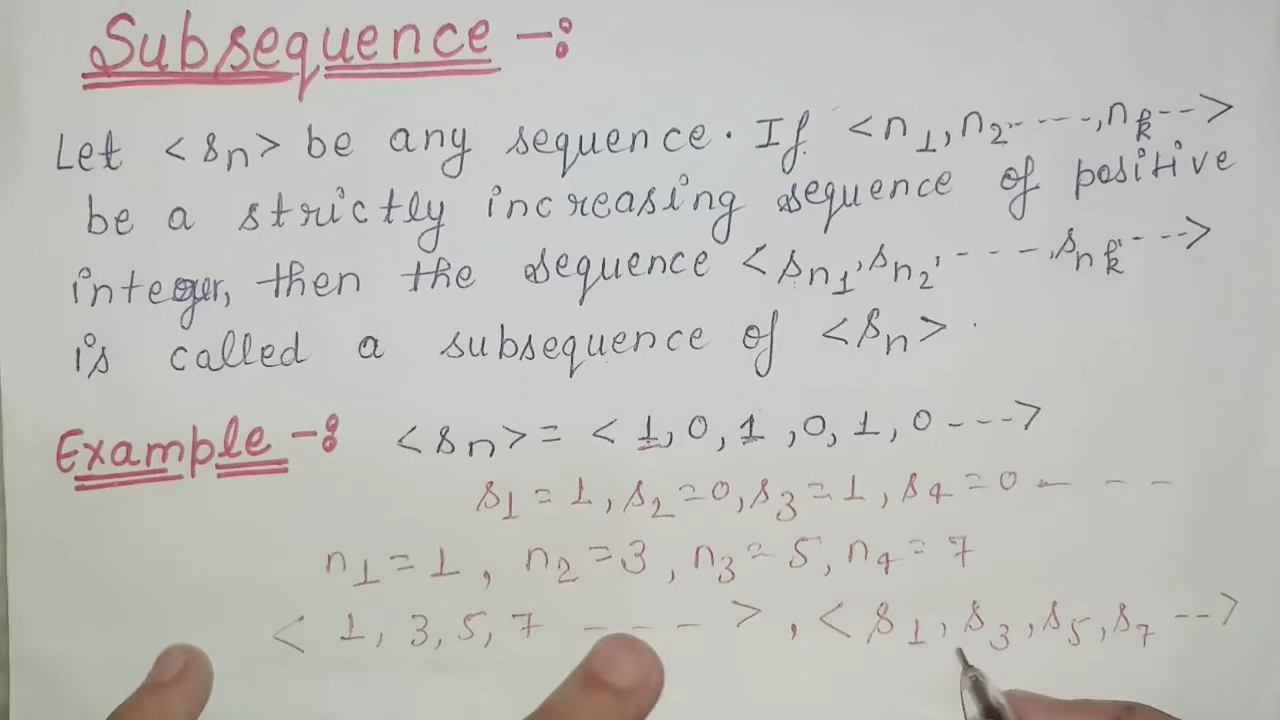 Subsequence -:
Let <sn> be any sequence. If <n1, n2-----, nk--->
be a strictly increasing sequence of positive
integer, then the sequence <sn1, sn2, ----, snk, --->
is called a subsequence of <sn>.
Example -: <sn> = <1, 0, 1, 0, 1, 0 --->
s1 = 1, s2 = 0, s3 = 1, s4 = 0 - - -
n1 = 1, n2 = 3, n3 = 5, n4 = 7
<1, 3, 5, 7 - - - ->, <s1, s3, s5, s7 --->